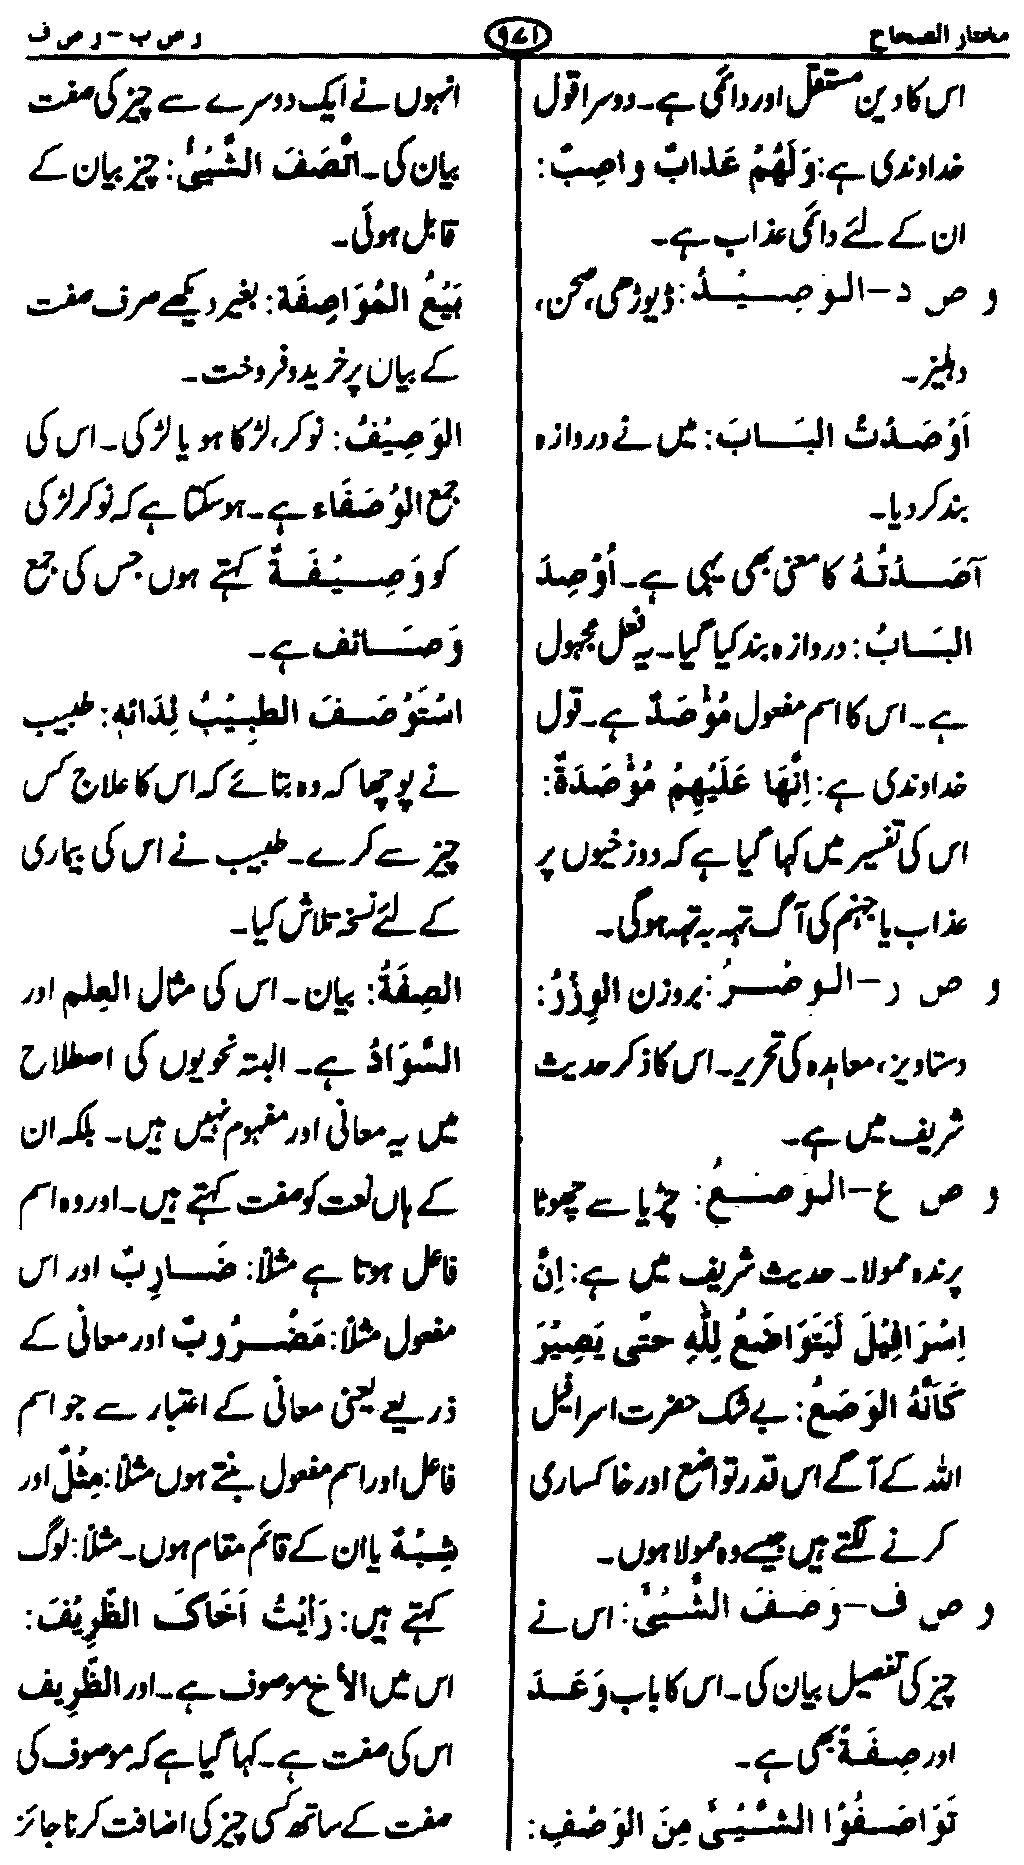 مختار الصحاح
۹۷۱
و ص ب – و ص ف
اس کا دین مستقل اور دائمی ہے۔ دوسرا قول
خداوندی ہے: وَلَهُمْ عَذَابٌ واصِبٌ:
ان کے لئے دائمی عذاب ہے۔
و ص د – الوَصِيْدُ: ڈیوڑھی، صحن،
دہلیز۔
اَوْصَدْتُ البَابَ: میں نے دروازہ
بند کر دیا۔
آصَدْتُهُ کا معنی بھی یہی ہے۔ اُوْصِدَ
البَابُ: دروازہ بند کیا گیا۔ یہ فعل مجہول
ہے۔ اس کا اسم مفعول مُؤْصَدٌ ہے۔ قول
خداوندی ہے: اِنَّهَا عَلَيْهِمْ مُؤْصَدَةٌ:
اس کی تفسیر میں کہا گیا ہے کہ دوزخیوں پر
عذاب یا جہنم کی آگ تہہ بہ تہہ ہوگی۔
و ص ر – الوِصْرُ: بروزن الوِزْرُ:
دستاویز، معاہدہ کی تحریر۔ اس کا ذکر حدیث
شریف میں ہے۔
و ص ع – الوَصَعُ: چڑیا سے چھوٹا
پرندہ ممولا۔ حدیث شریف میں ہے: اِنَّ
اِسْرَافِيْلَ لَيَتَوَاضَعُ لِلّٰهِ حتّى يَصِيْرَ
كَأَنَّهُ الوَصَعُ: بے شک حضرت اسرافیل
اللہ کے آگے اس قدر تواضع اور خاکساری
کرنے لگتے ہیں جیسے وہ ممولا ہوں۔
و ص ف – وَصَفَ الشَّيْئَ: اس نے
چیز کی تفصیل بیان کی۔ اس کا باب وَعَدَ
اور صِفَةً بھی ہے۔
تَوَاصَفُوْا الشَّيْئَ مِنَ الوَصْفِ:
انہوں نے ایک دوسرے سے چیز کی صفت
بیان کی۔ اتَّصَفَ الشَّيْئُ: چیز بیان کے
قابل ہوئی۔
بَيْعُ المُوَاصِفَة: بغیر دیکھے صرف صفت
کے بیان پر خرید و فروخت۔
الوَصِيْفُ: نوکر، لڑکا ہو یا لڑکی۔ اس کی
جمع الوُصَفَاء ہے۔ ہوسکتا ہے کہ نوکر لڑکی
کو وَصِيْفَةٌ کہتے ہوں جس کی جمع
وَصَائف ہے۔
اسْتَوْصَفَ الطبِيْبُ لِدَائهِ: طبیب
نے پوچھا کہ وہ بتائے کہ اس کا علاج کس
چیز سے کرے۔ طبیب نے اس کی بیماری
کے لئے نسخہ تلاش کیا۔
الصِفَةُ: بیان۔ اس کی مثال العِلم اور
السَّوَادُ ہے۔ البتہ نحویوں کی اصطلاح
میں یہ معانی اور مفہوم نہیں ہیں۔ بلکہ ان
کے ہاں نعت کو صفت کہتے ہیں۔ اور وہ اسم
فاعل ہوتا ہے مثلًا: ضَارِبٌ اور اس
مفعول مثلًا: مَضْرُوبٌ اور معانی کے
ذریعے یعنی معانی کے اعتبار سے جو اسم
فاعل اور اسم مفعول بنتے ہوں مثلًا: مِثْلٌ اور
شِبْهٌ یا ان کے قائم مقام ہوں۔ مثلًا: لوگ
کہتے ہیں: رَأيْتُ اَخَاكَ الظَّرِيْفَ:
اس میں الأخ موصوف ہے۔ اور الظَّرِيف
اس کی صفت ہے۔ کہا گیا ہے کہ موصوف کی
صفت کے ساتھ کسی چیز کی اضافت کرنا جائز